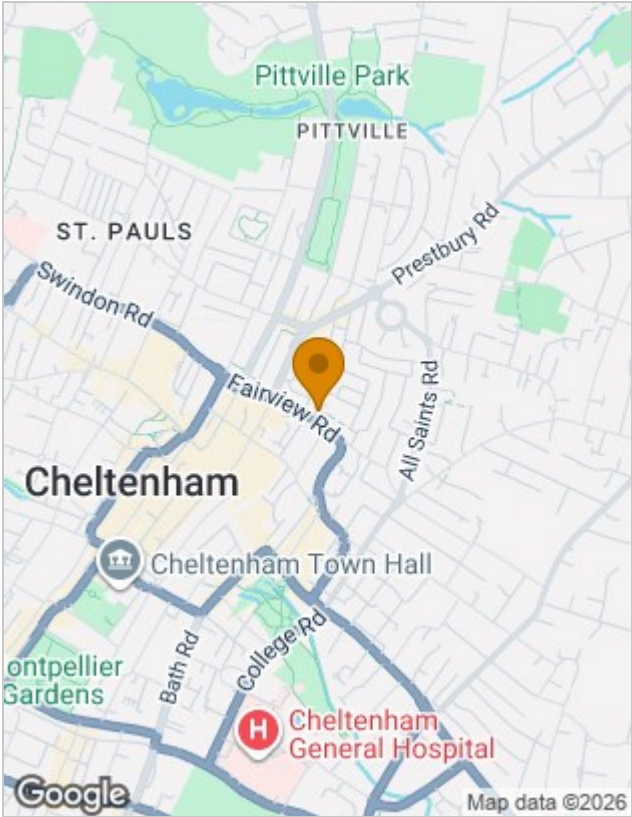 Pittville Park
PITTVILLE
ST. PAULS
Prestbury Rd
Swindon Rd
Fairview Rd
All Saints Rd
Cheltenham
Cheltenham Town Hall
College Rd
Bath Rd
ontpellier
Gardens
H
Cheltenham
General Hospital
Google
Map data ©2026